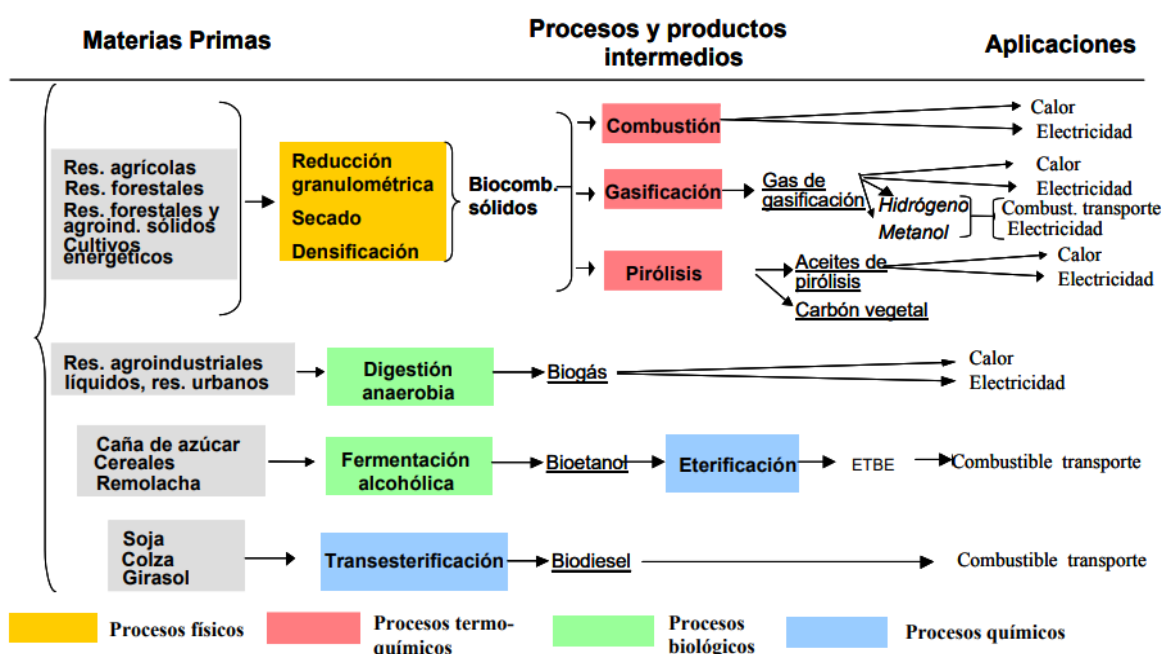 Materias Primas
Procesos y productos
intermedios
Aplicaciones
Res. agrícolas
Res. forestales
Res. forestales y
agroind. sólidos
Cultivos
energéticos
Reducción
granulométrica
Secado
Densificación
Biocomb.
sólidos
Combustión
Calor
Electricidad
Gasificación
Gas de
gasificación
Calor
Electricidad
Hidrógeno
Metanol
Combust. transporte
Electricidad
Pirólisis
Aceites de
pirólisis
Carbón vegetal
Calor
Electricidad
Res. agroindustriales
líquidos, res. urbanos
Digestión
anaerobia
Biogás
Calor
Electricidad
Caña de azúcar
Cereales
Remolacha
Fermentación
alcohólica
Bioetanol
Eterificación
ETBE
Combustible transporte
Soja
Colza
Girasol
Transesterificación
Biodiesel
Combustible transporte
Procesos físicos
Procesos termo-
químicos
Procesos
biológicos
Procesos químicos